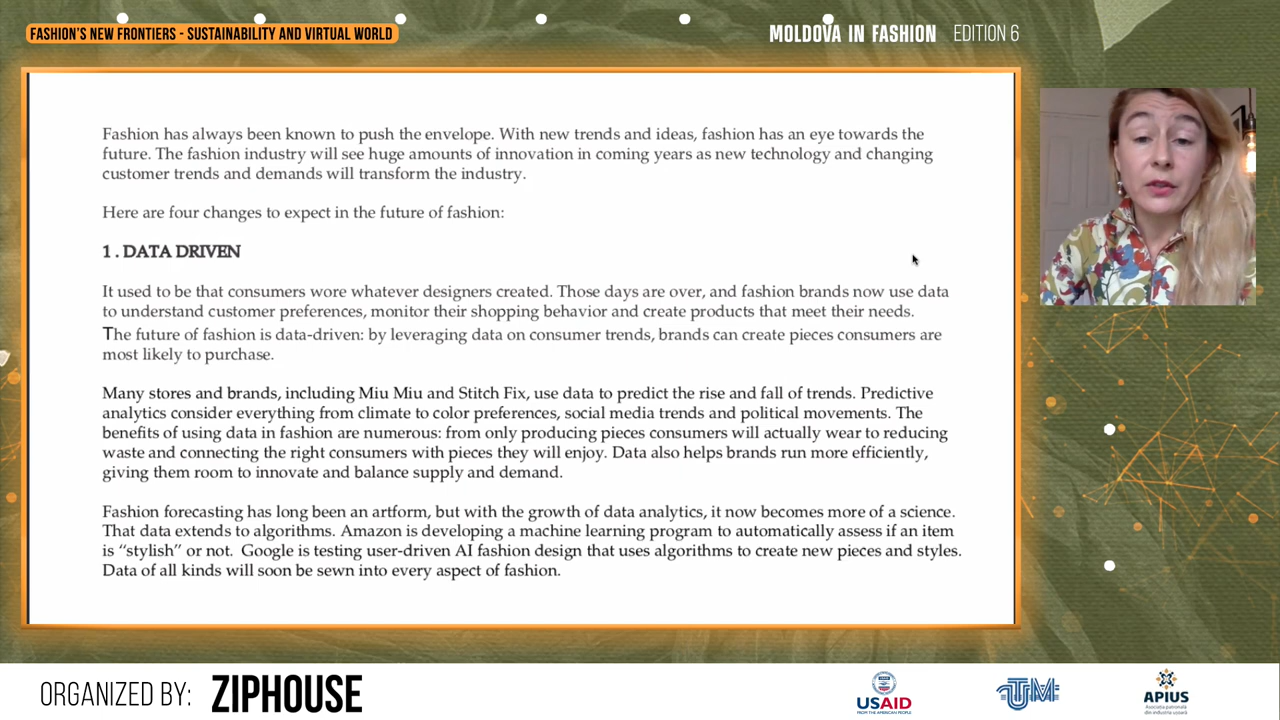 FASHION'S NEW FRONTIERS - SUSTAINABILITY AND VIRTUAL WORLD
MOLDOVA IN FASHION EDITION 6
Fashion has always been known to push the envelope. With new trends and ideas, fashion has an eye towards the
future. The fashion industry will see huge amounts of innovation in coming years as new technology and changing
customer trends and demands will transform the industry.
Here are four changes to expect in the future of fashion:
1 . DATA DRIVEN
It used to be that consumers wore whatever designers created. Those days are over, and fashion brands now use data
to understand customer preferences, monitor their shopping behavior and create products that meet their needs.
The future of fashion is data-driven: by leveraging data on consumer trends, brands can create pieces consumers are
most likely to purchase.
Many stores and brands, including Miu Miu and Stitch Fix, use data to predict the rise and fall of trends. Predictive
analytics consider everything from climate to color preferences, social media trends and political movements. The
benefits of using data in fashion are numerous: from only producing pieces consumers will actually wear to reducing
waste and connecting the right consumers with pieces they will enjoy. Data also helps brands run more efficiently,
giving them room to innovate and balance supply and demand.
Fashion forecasting has long been an artform, but with the growth of data analytics, it now becomes more of a science.
That data extends to algorithms. Amazon is developing a machine learning program to automatically assess if an item
is “stylish” or not.  Google is testing user-driven AI fashion design that uses algorithms to create new pieces and styles.
Data of all kinds will soon be sewn into every aspect of fashion.
ORGANIZED BY: ZIPHOUSE
USAID
FROM THE AMERICAN PEOPLE
UTM
APIUS
Asociația patronală
din industria ușoară